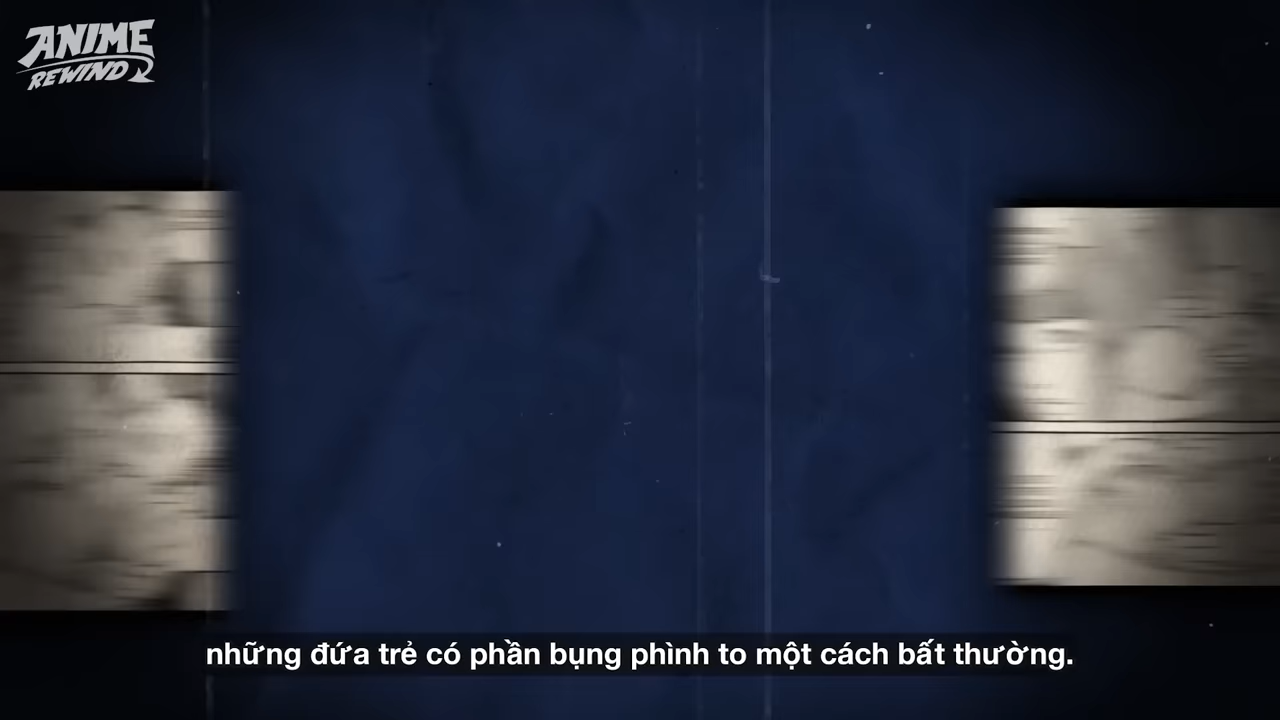 ANIME
REWIND
những đứa trẻ có phần bụng phình to một cách bất thường.